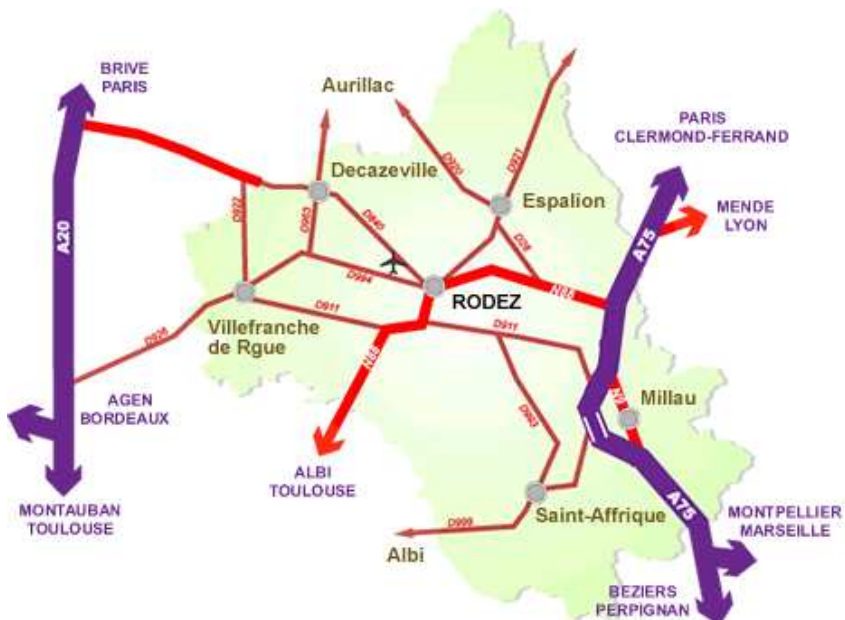 BRIVE
PARIS
Aurillac
PARIS
CLERMOND-FERRAND
Decazeville
Espalion
MENDE
LYON
D920
D921
D922
D963
D840
D28
A20
A75
D994
N88
RODEZ
Villefranche
de Rgue
D911
D911
D926
N88
Millau
AGEN
BORDEAUX
D993
ALBI
TOULOUSE
MONTAUBAN
TOULOUSE
Saint-Affrique
A75
MONTPELLIER
MARSEILLE
D999
Albi
BEZIERS
PERPIGNAN